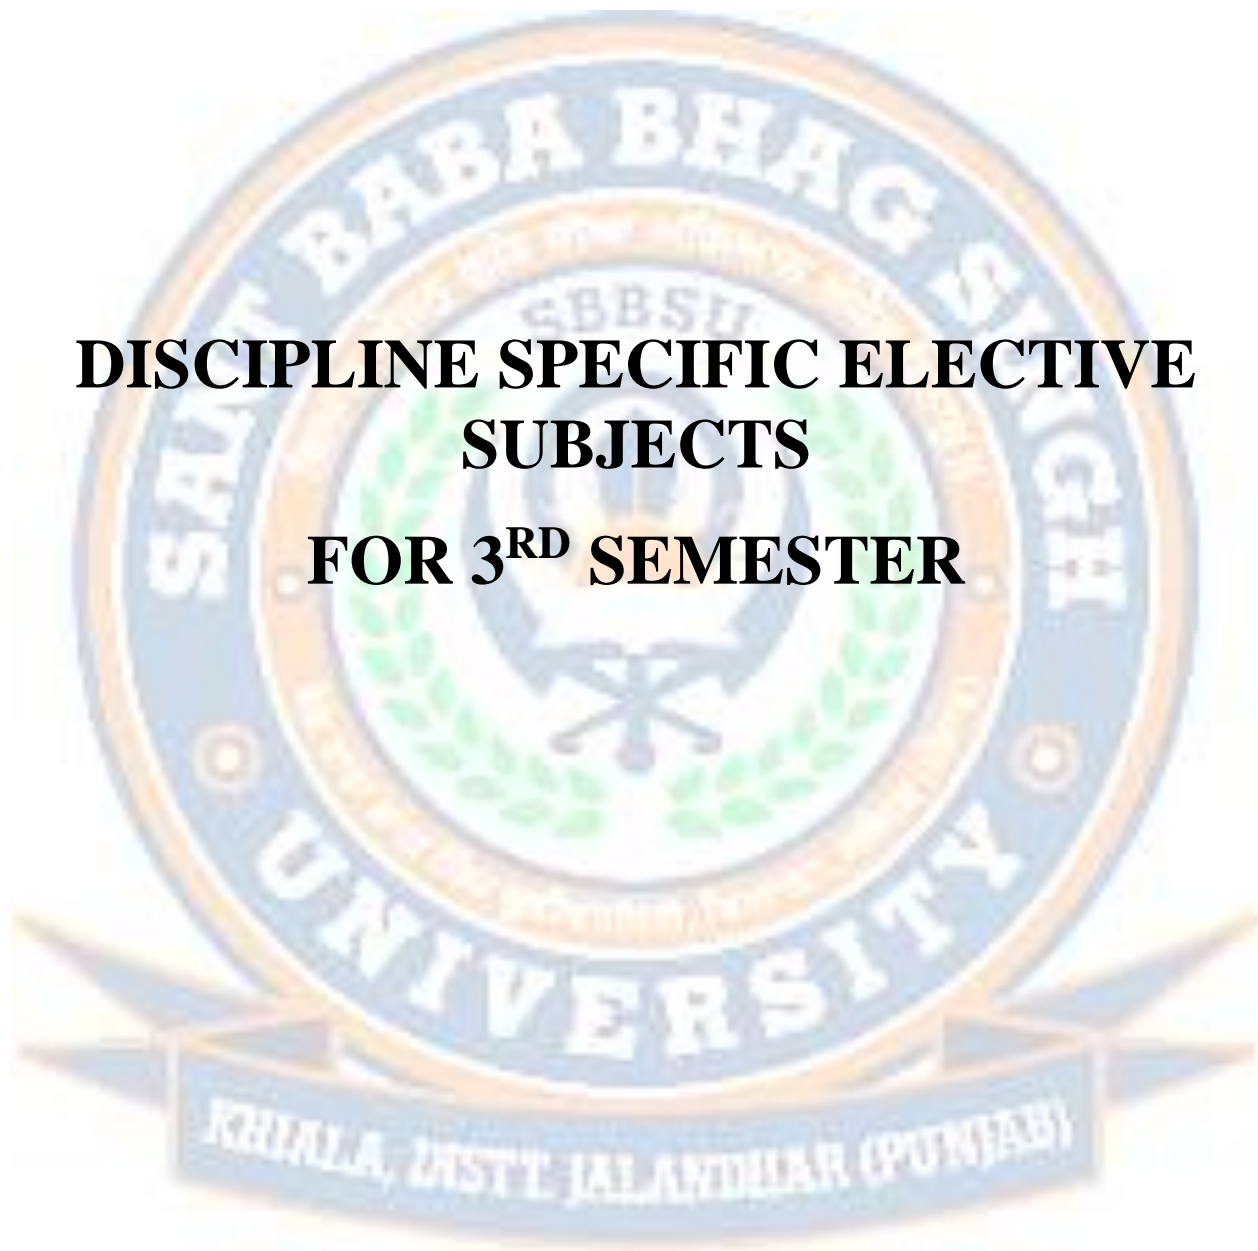 SANT BABA BHAG SINGH
SBBSU
DISCIPLINE SPECIFIC ELECTIVE
SUBJECTS
FOR 3RD SEMESTER
UNIVERSITY
KHIALA, DISTT. JALANDHAR (PUNJAB)